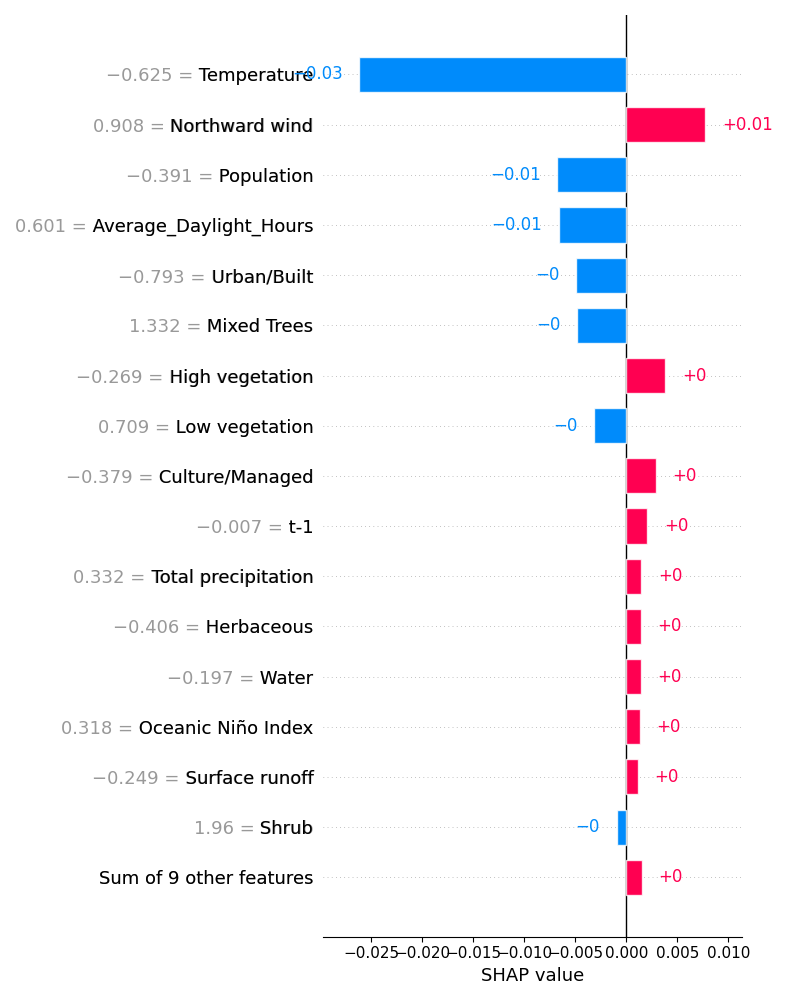 −0.625 = Temperature −0.03
0.908 = Northward wind +0.01
−0.391 = Population −0.01
0.601 = Average_Daylight_Hours −0.01
−0.793 = Urban/Built −0
1.332 = Mixed Trees −0
−0.269 = High vegetation +0
0.709 = Low vegetation −0
−0.379 = Culture/Managed +0
−0.007 = t-1 +0
0.332 = Total precipitation +0
−0.406 = Herbaceous +0
−0.197 = Water +0
0.318 = Oceanic Niño Index +0
−0.249 = Surface runoff +0
1.96 = Shrub −0
Sum of 9 other features +0
−0.025 −0.020 −0.015 −0.010 −0.005 0.000 0.005 0.010
SHAP value